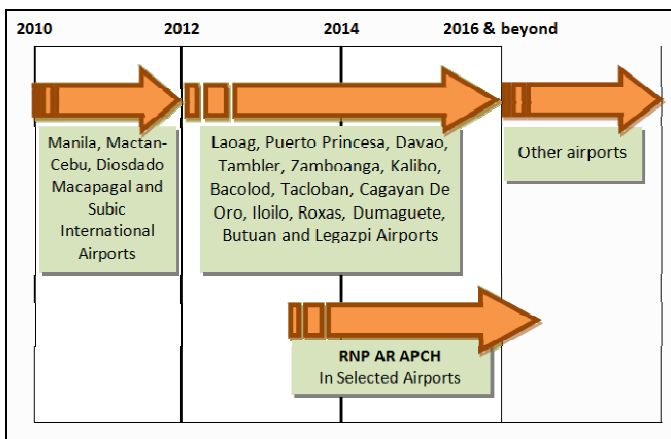 2010 2012 2014 2016 & beyond
Manila, Mactan-
Cebu, Diosdado
Macapagal and
Subic
International
Airports
Laoag, Puerto Princesa, Davao,
Tambler, Zamboanga, Kalibo,
Bacolod, Tacloban, Cagayan De
Oro, Iloilo, Roxas, Dumaguete,
Butuan and Legazpi Airports
Other airports
RNP AR APCH
In Selected Airports